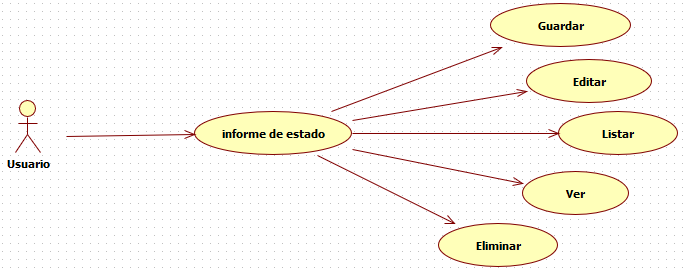 Guardar
Editar
Usuario
informe de estado
Listar
Ver
Eliminar